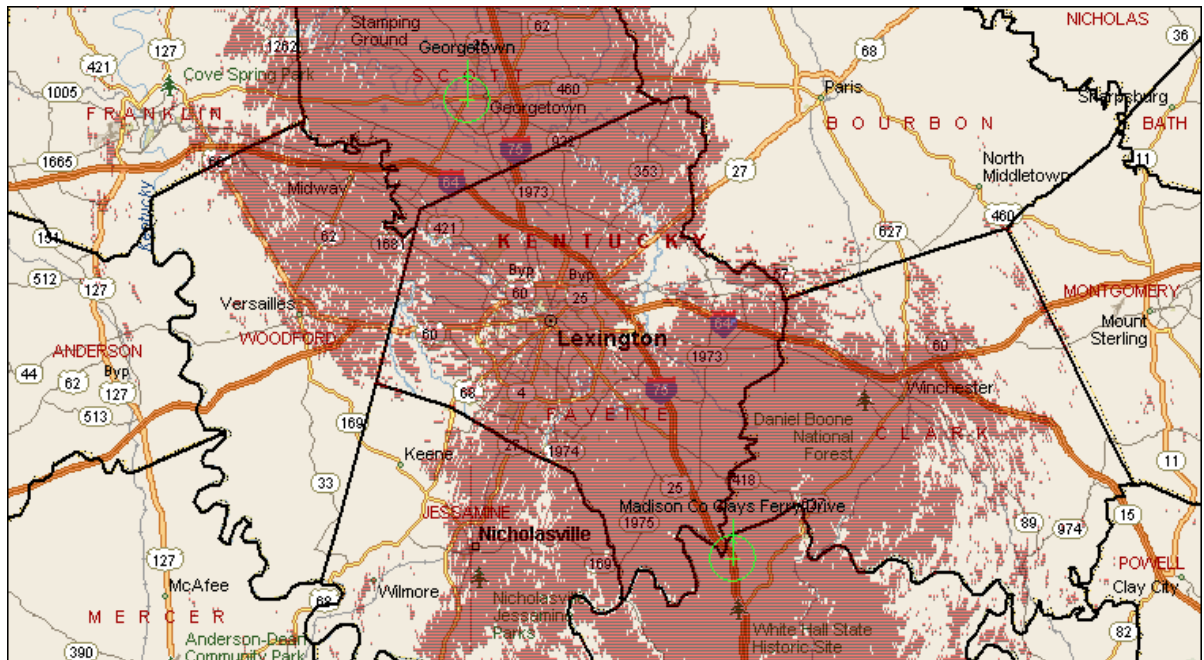 NICHOLAS
62
Stamping
Ground
1262
127
Georgetown
25
68
36
421
Cove Spring Park
SCOTT
1005
460
Georgetown
Paris
Sharpsburg
FRANKLIN
BOURBON
BATH
922
1665
75
North
Middletown
11
Midway
64
1973
353
27
Kentucky
460
421
62
1681
627
KENTUCKY
512
127
57
Byp
Byp
60
25
MONTGOMERY
Versailles
Mount
Sterling
60
WOODFORD
Lexington
64
1973
60
ANDERSON
44
62
Byp
127
68
4
75
Winchester
513
169
FAYETTE
Daniel Boone
National
Forest
CLARK
Keene
27
1974
11
33
25
418
Madison Co Clays Ferry Drive
627
JESSAMINE
1975
89
974
15
Nicholasville
127
169
POWELL
McAfee
Wilmore
Clay City
68
Nicholasville
Jessamine
Parks
MERCER
White Hall State
Historic Site
82
390
Anderson-Dean
Community Park